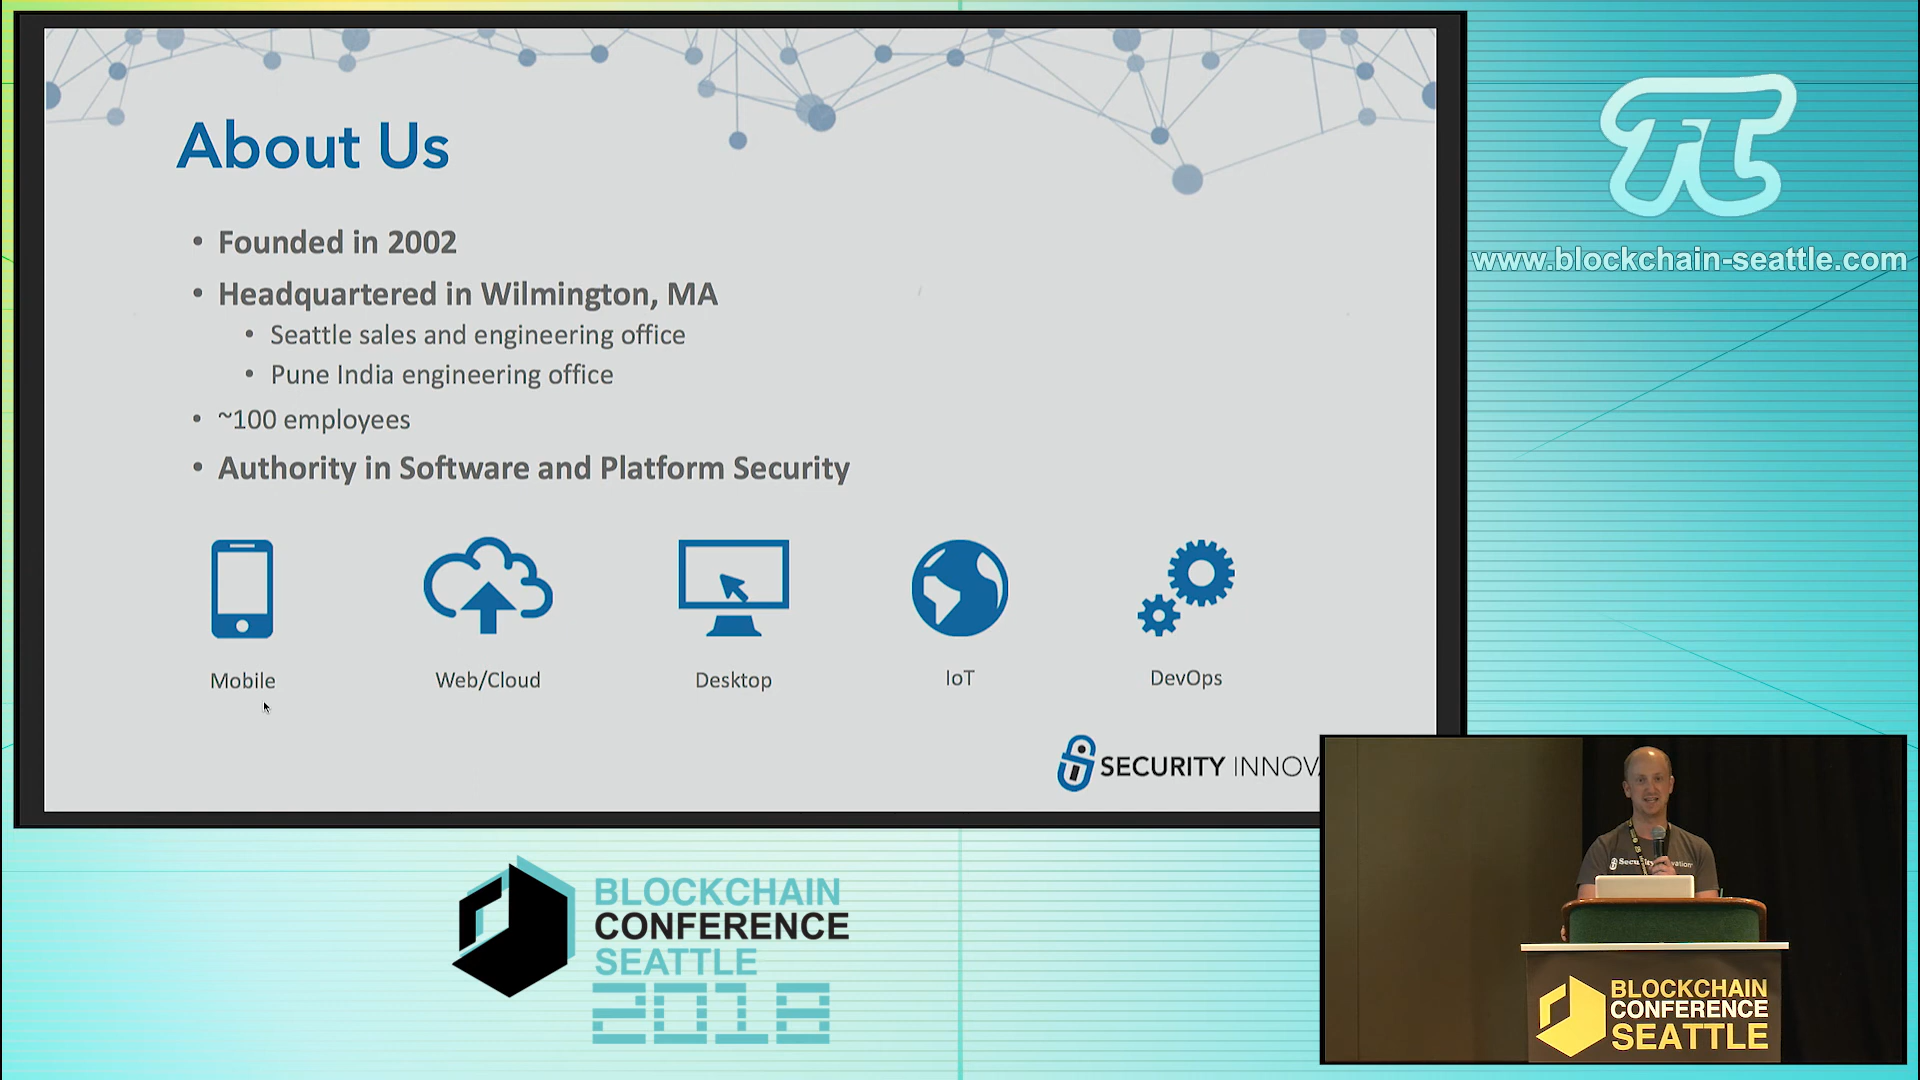 About Us
• Founded in 2002
• Headquartered in Wilmington, MA
• Seattle sales and engineering office
• Pune India engineering office
• ~100 employees
• Authority in Software and Platform Security
Mobile
Web/Cloud
Desktop
IoT
DevOps
SECURITY INNOV
www.blockchain-seattle.com
BLOCKCHAIN
CONFERENCE
SEATTLE
2018
BLOCKCHAIN
CONFERENCE
SEATTLE